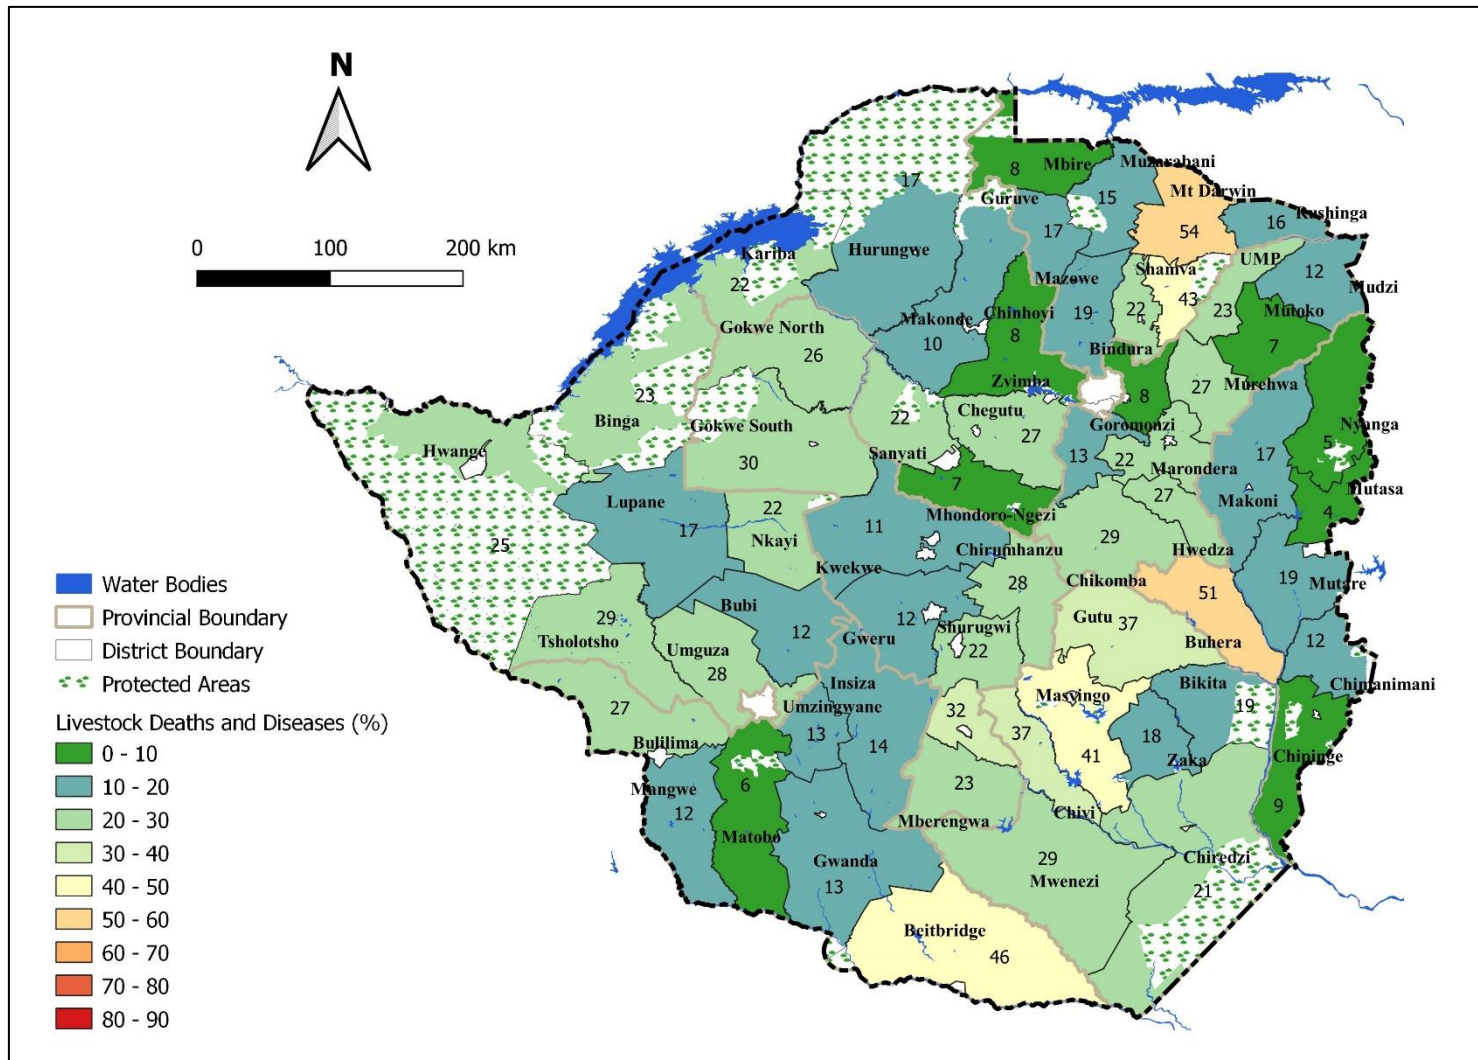 N
0 100 200 km
8
Mbire
Muzarabani
17
15
Mt Darwin
Guruve
Rushinga
16
17
54
Hurungwe
UMP
Kariba
Shamva
12
22
Mazowe
Mudzi
43
Chinhoyi
22
23
Mutoko
Makonde
19
Gokwe North
8
10
7
26
Bindura
Zvimba
Murehwa
27
23
8
Chegutu
Binga
22
Goromonzi
Nyanga
Gokwe South
27
5
Hwange
Sanyati
13
22
17
30
Marondera
7
Mutasa
Lupane
27
Makoni
22
Mhondoro-Ngezi
4
17
11
29
25
Nkayi
Chirumhanzu
Hwedza
Kwekwe
Chikomba
19
Mutare
28
51
Bubi
29
12
Gutu
37
Tsholotsho
12
Gweru
Shurugwi
Buhera
12
Umguza
22
28
Insiza
Bikita
Chimanimani
Masvingo
Umzingwane
19
27
32
13
37
18
Bulilima
14
41
Zaka
Chipinge
6
23
Mangwe
12
9
Chivi
Mberengwa
Matobo
Gwanda
29
Chiredzi
13
Mwenezi
21
Beitbridge
46
Water Bodies
Provincial Boundary
District Boundary
Protected Areas
Livestock Deaths and Diseases (%)
0 - 10
10 - 20
20 - 30
30 - 40
40 - 50
50 - 60
60 - 70
70 - 80
80 - 90